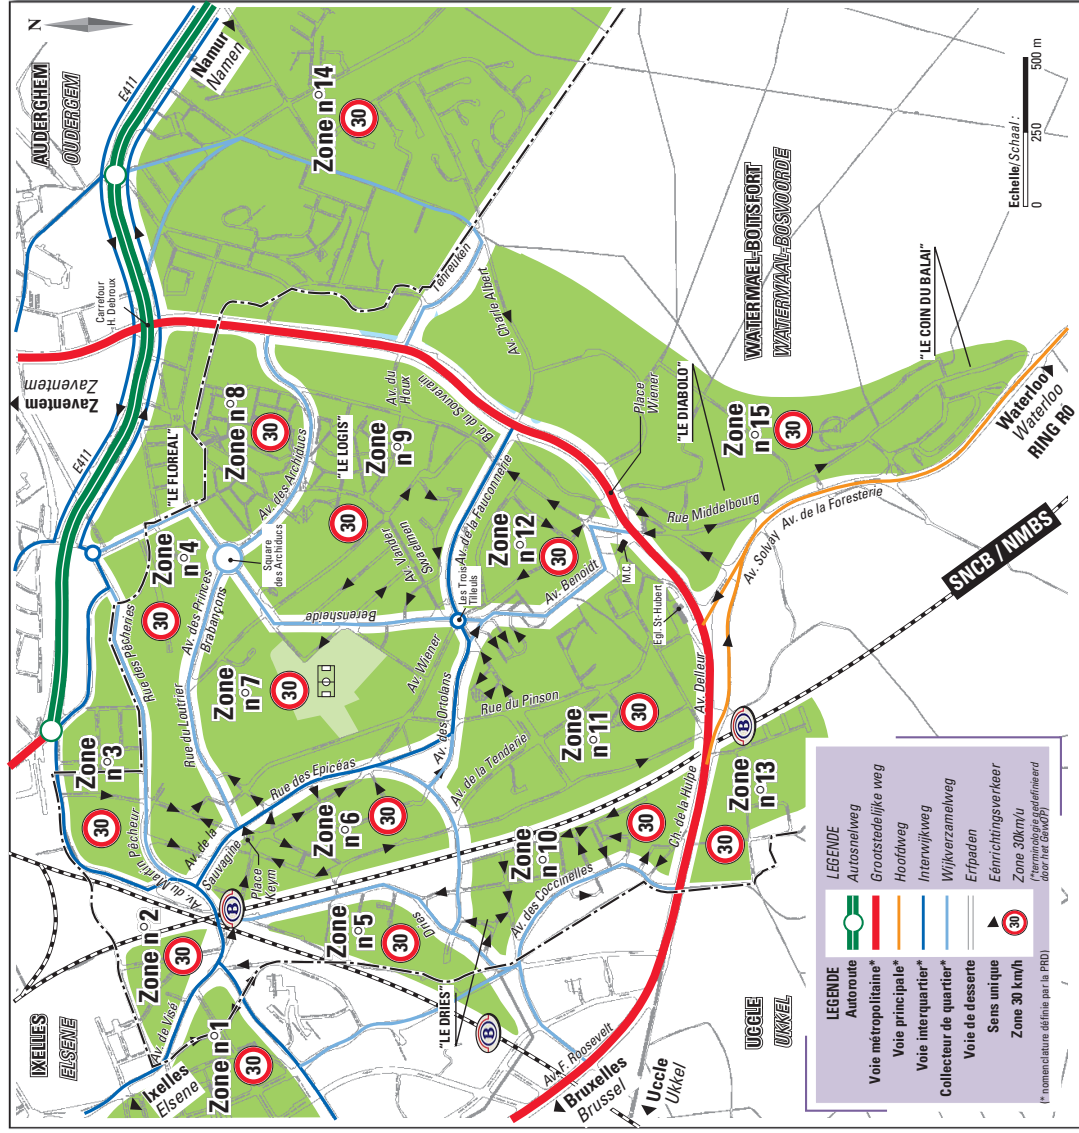 N
AUDERGHEM
OUDERGEM
E411
Namur
Namen
Zone n°14
30
Carrefour
H. Debroux
Zaventem
Zaventem
E411
"LE FLOREAL"
Zone n°8
30
Av. des Archiducs
"LE LOGIS"
Zone
n°9
30
Av. du
Houx
Bd. du Souverain
Tenreuken
Av. Charle Albert
WATERMAEL-BOITSFORT
WATERMAAL-BOSVOORDE
Echelle/Schaal :
0
250
500 m
"LE COIN DU BALAI"
"LE DIABOLO"
Place
Wiener
Zone
n°15
30
Waterloo
Waterloo
RING R0
Rue Middelbourg
Av. de la Foresterie
Av. Solvay
SNCB / NMBS
Zone
n°4
30
Square
des Archiducs
Av. des Princes
Brabançons
Rue des Pêcheries
Av. Vander
Swaelmen
Av. de la Fauconnerie
Zone
n°12
30
Les Trois
Tilleuls
Av. Benoidt
M.C.
Egl. St-Hubert
Berensheide
Zone
n°7
30
Rue du Loutrier
Av. Wiener
Av. des Ortolans
Rue du Pinson
Zone
n°11
30
Av. Delleur
B
Zone
n°3
30
Rue des Epicéas
Av. de la Tenderie
Zone
n°6
30
Av. de la
Sauvagine
Place
Keym
Av. du Martin Pêcheur
B
Zone
n°10
30
Ch. de la Hulpe
Zone
n°13
30
Av. des Coccinelles
Zone n°2
30
Zone
n°5
30
Dries
"LE DRIES"
B
IXELLES
ELSENE
Av. de Visé
Zone n°1
30
Ixelles
Elsene
Av. F. Roosevelt
Bruxelles
Brussel
Uccle
Ukkel
UCCLE
UKKEL
LEGENDE
LEGENDE
Autoroute
Autosnelweg
Voie métropolitaine*
Grootstedelijke weg
Voie principale*
Hoofdweg
Voie interquartier*
Interwijkweg
Collecteur de quartier*
Wijkverzamelweg
Voie de desserte
Erfpaden
Sens unique
Eénrichtingsverkeer
Zone 30 km/h
30
Zone 30km/u
(* nomenclature définie par la PRD)
(*terminologie gedefinieerd
door het GewOP)